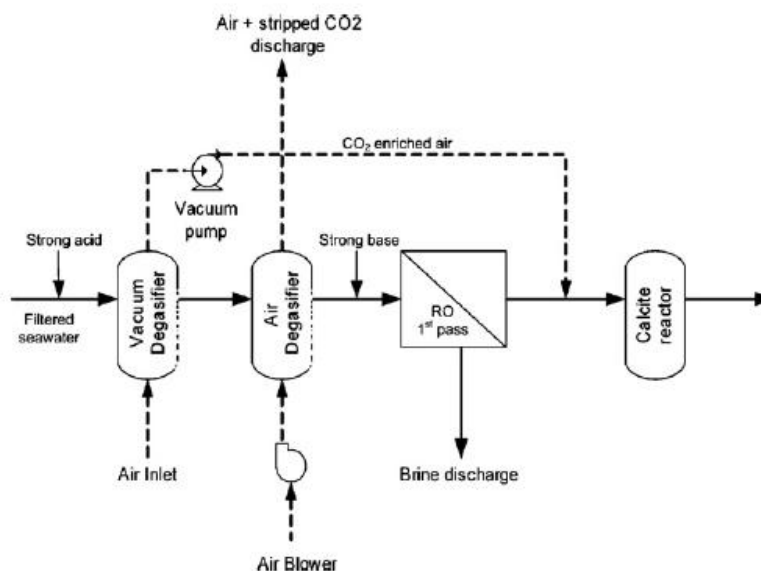 Air + stripped CO2
discharge
CO₂ enriched air
Vacuum
pump
Strong acid
Strong base
Filtered
seawater
Vacuum
Degasifier
Air
Degasifier
RO
1st pass
Calcite
reactor
Air Inlet
Brine discharge
Air Blower